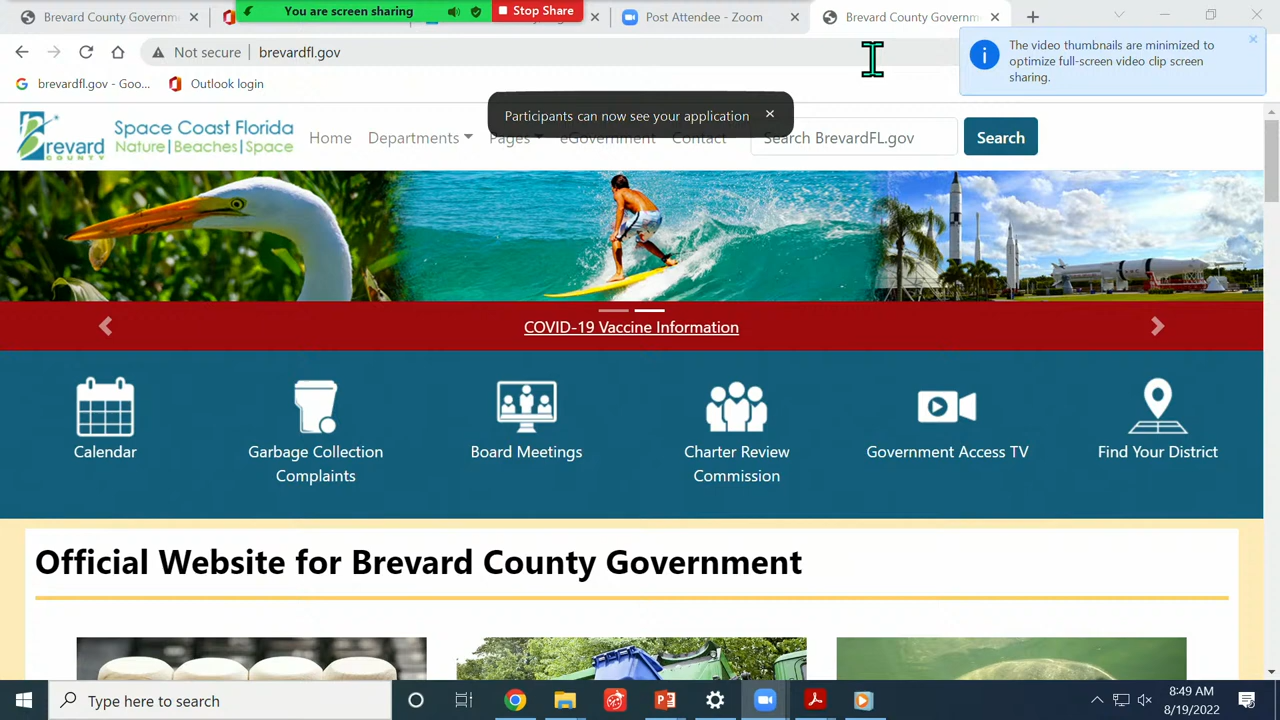 Brevard County Governm
You are screen sharing
Stop Share
Post Attendee - Zoom
Brevard County Governm
Not secure
brevardfl.gov
The video thumbnails are minimized to
optimize full-screen video clip screen
sharing.
brevardfl.gov - Goo...
Outlook login
Participants can now see your application
Brevard
COUNTY
Space Coast Florida
Nature|Beaches|Space
Home
Departments
Pages
eGovernment
Contact
Search BrevardFL.gov
Search
COVID-19 Vaccine Information
Calendar
Garbage Collection
Complaints
Board Meetings
Charter Review
Commission
Government Access TV
Find Your District
Official Website for Brevard County Government
Type here to search
8:49 AM
8/19/2022